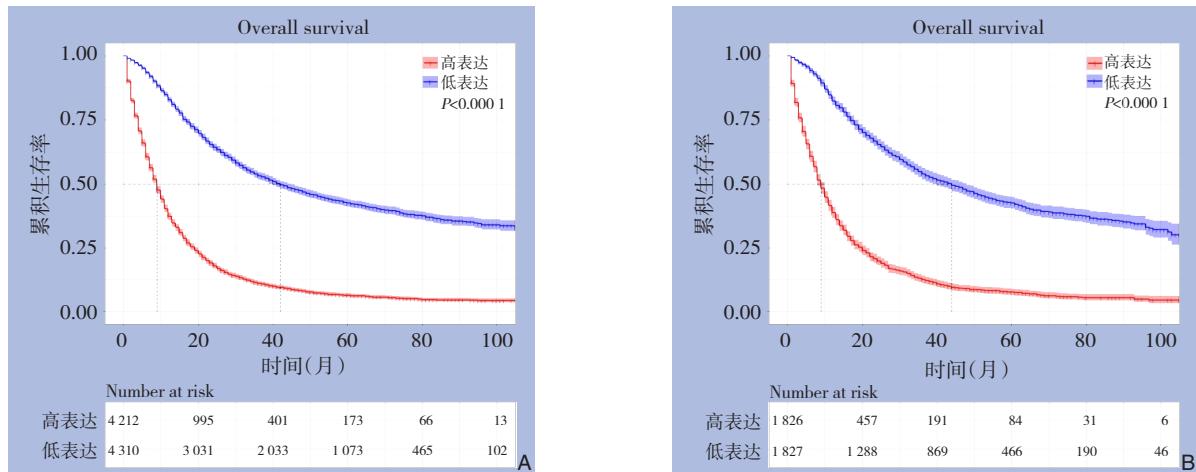 Overall survival
1.00
0.75
0.50
0.25
0.00
累积生存率
高表达
低表达
P<0.000 1
0 20 40 60 80 100
时间(月)
Number at risk
高表达 4 212 995 401 173 66 13
低表达 4 310 3 031 2 033 1 073 465 102
A
Overall survival
1.00
0.75
0.50
0.25
0.00
累积生存率
高表达
低表达
P<0.000 1
0 20 40 60 80 100
时间(月)
Number at risk
高表达 1 826 457 191 84 31 6
低表达 1 827 1 288 869 466 190 46
B